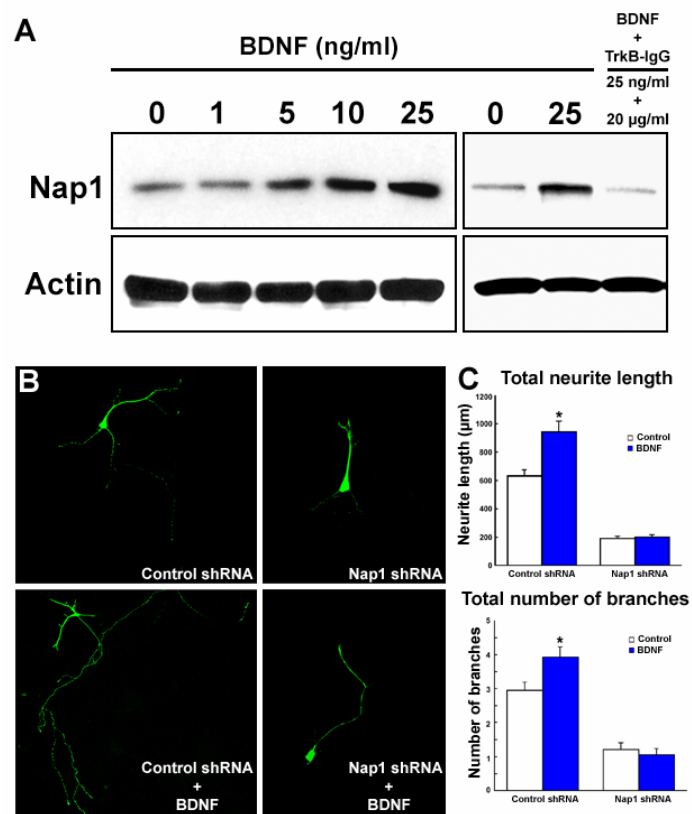 A
BDNF (ng/ml)
BDNF
+
TrkB-IgG
25 ng/ml
+
20 µg/ml
0 1 5 10 25 0 25
Nap1
Actin
B
Control shRNA
Nap1 shRNA
Control shRNA
+
BDNF
Nap1 shRNA
+
BDNF
C
Total neurite length
Neurite length (µm)
1200
1000
800
600
400
200
0
*
Control
BDNF
Control shRNA
Nap1 shRNA
Total number of branches
Number of branches
5
4
3
2
1
0
*
Control
BDNF
Control shRNA
Nap1 shRNA